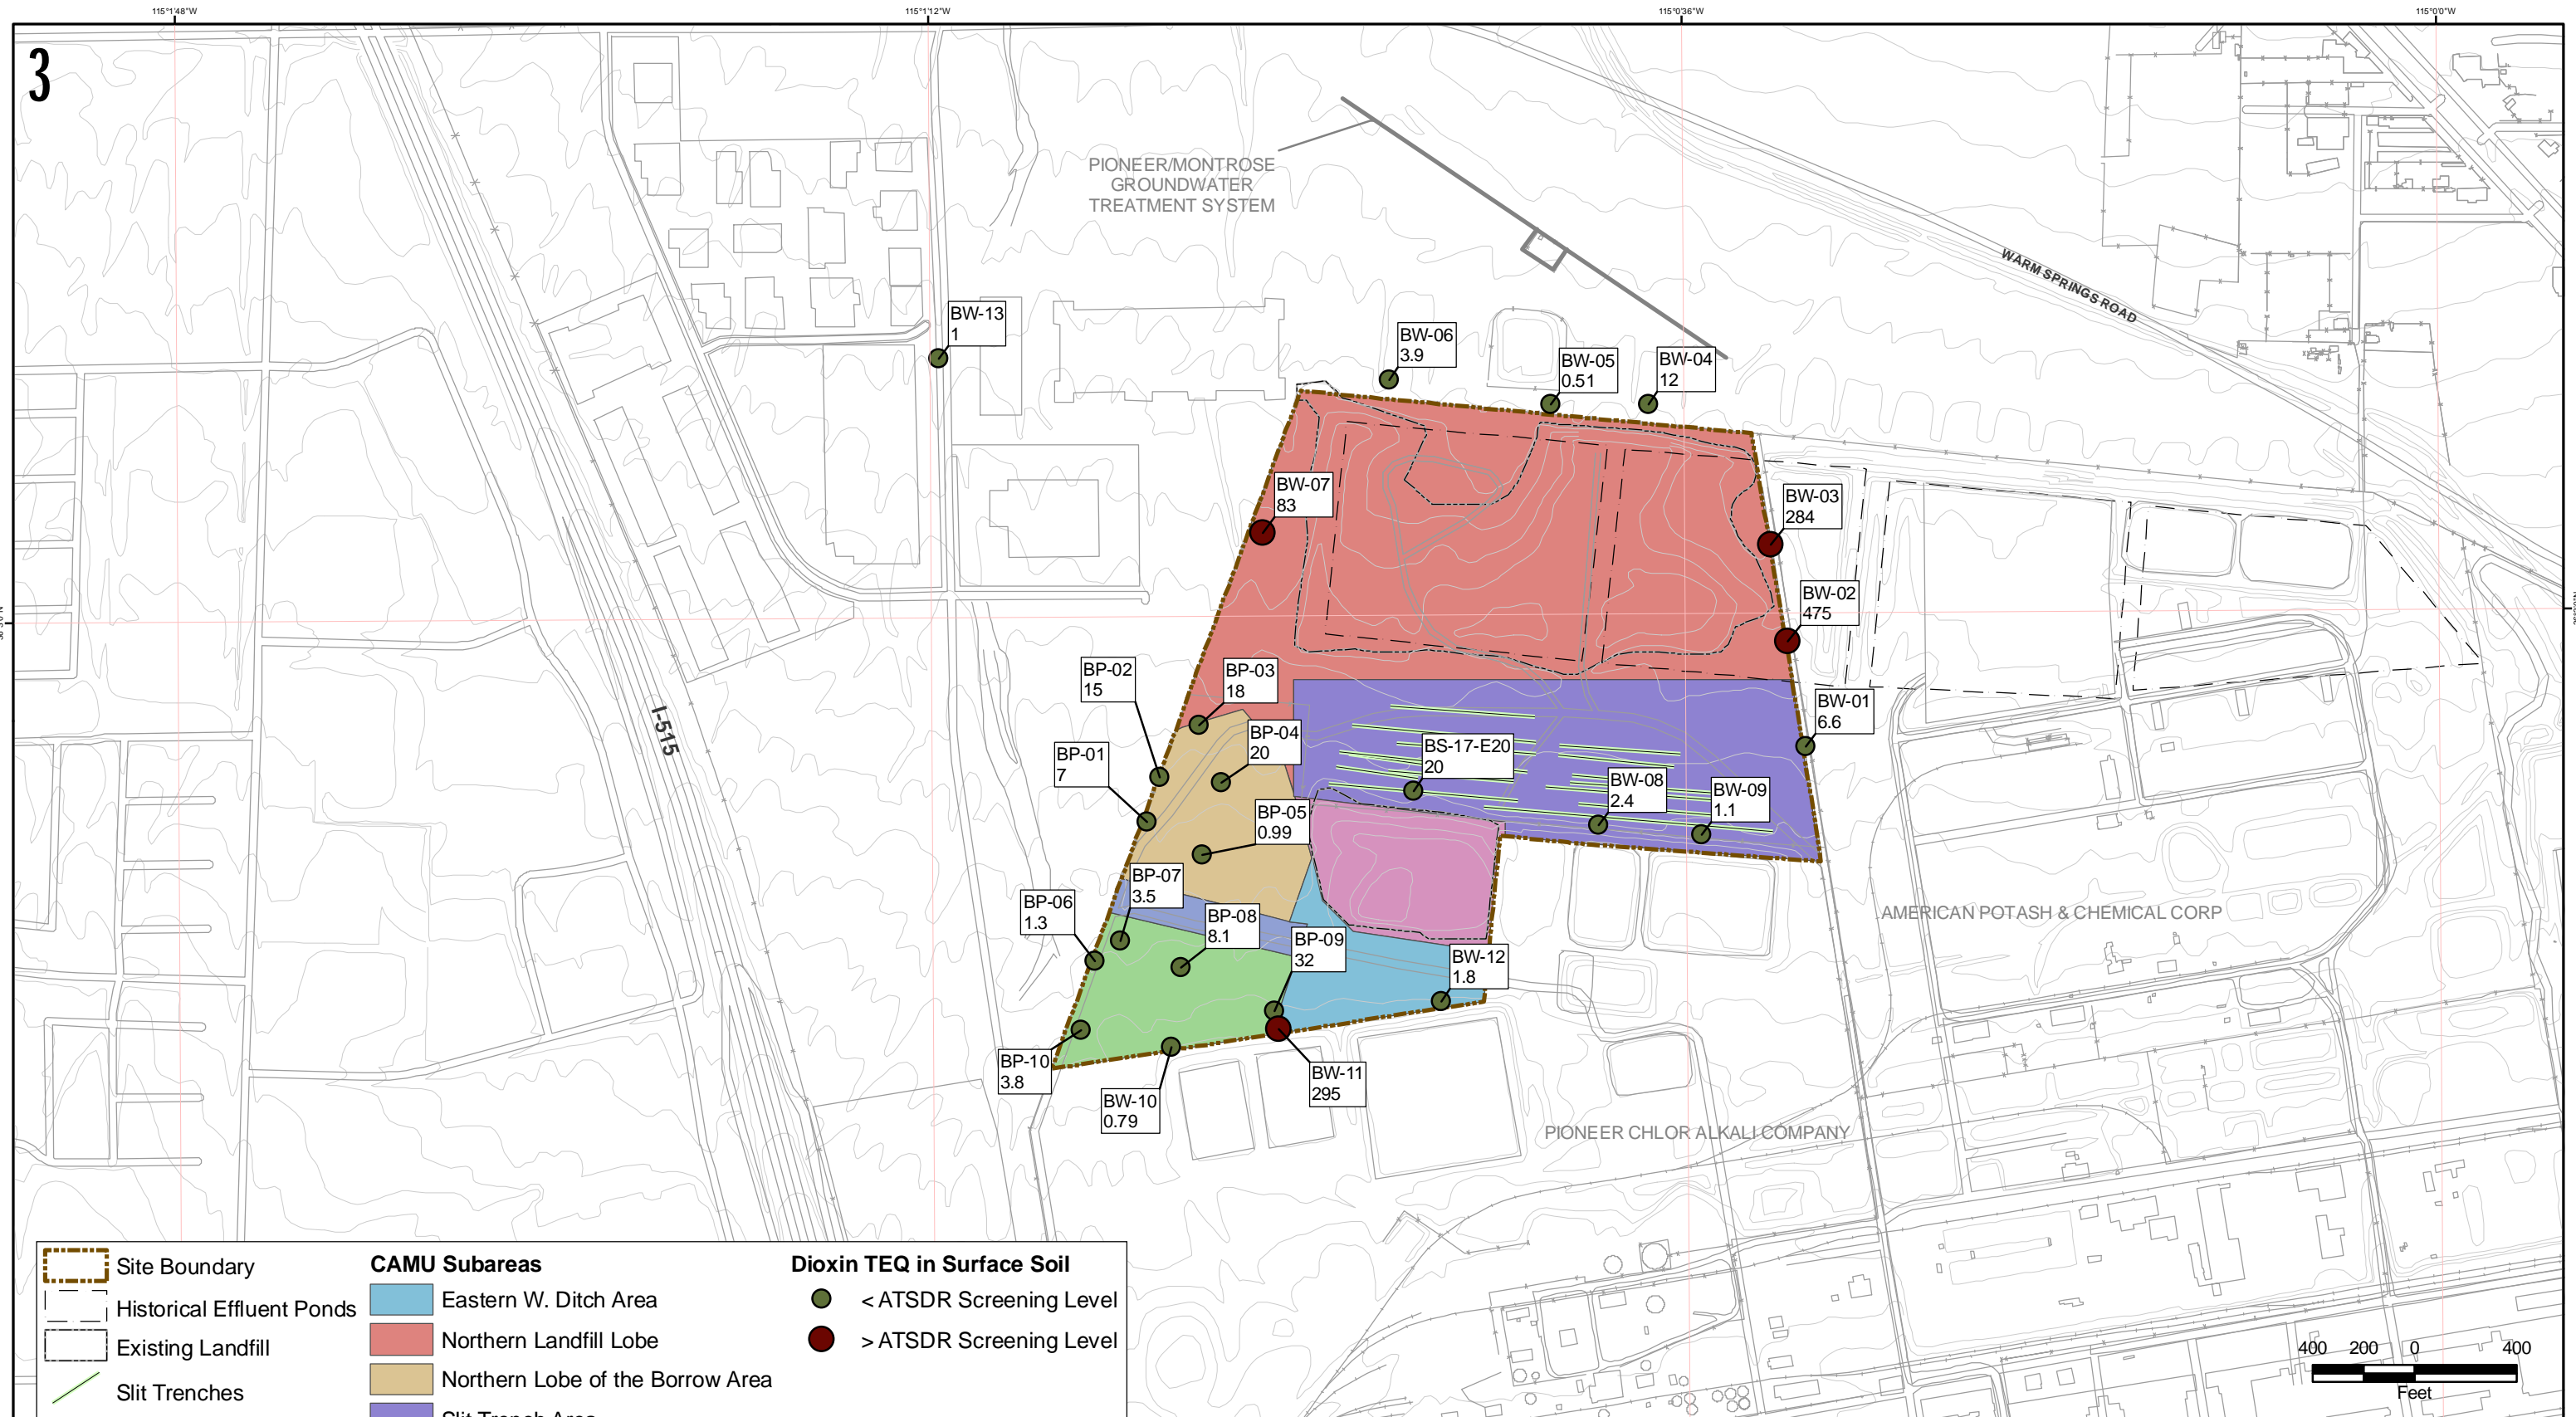 115°1'48"W
115°1'12"W
115°0'36"W
115°0'0"W
3
PIONEER/MONTROSE
GROUNDWATER
TREATMENT SYSTEM
WARM SPRINGS ROAD
BW-13
1
BW-06
3.9
BW-05
0.51
BW-04
12
BW-07
83
BW-03
284
BW-02
475
BP-02
15
BP-03
18
BW-01
6.6
I-515
BP-04
20
BP-01
7
BS-17-E20
20
BW-08
2.4
BW-09
1.1
BP-05
0.99
BP-07
3.5
BP-06
1.3
BP-08
8.1
BP-09
32
BW-12
1.8
AMERICAN POTASH & CHEMICAL CORP
BP-10
3.8
BW-10
0.79
BW-11
295
PIONEER CHLOR ALKALI COMPANY
Site Boundary
Historical Effluent Ponds
Existing Landfill
Slit Trenches
CAMU Subareas
Eastern W. Ditch Area
Northern Landfill Lobe
Northern Lobe of the Borrow Area
Slit Trench Area
Dioxin TEQ in Surface Soil
< ATSDR Screening Level
> ATSDR Screening Level
400 200 0 400
Feet